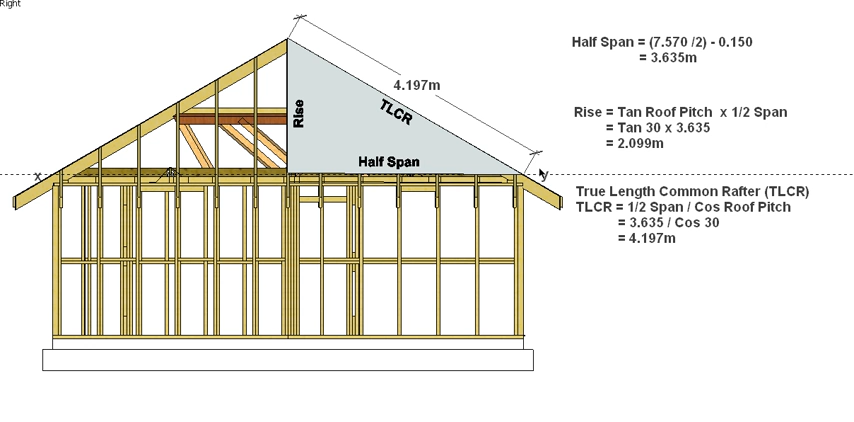 Right
Half Span = (7.570 /2) - 0.150
= 3.635m
4.197m
Rise
TLCR
Rise = Tan Roof Pitch x 1/2 Span
= Tan 30 x 3.635
= 2.099m
Half Span
x
y
True Length Common Rafter (TLCR)
TLCR = 1/2 Span / Cos Roof Pitch
= 3.635 / Cos 30
= 4.197m